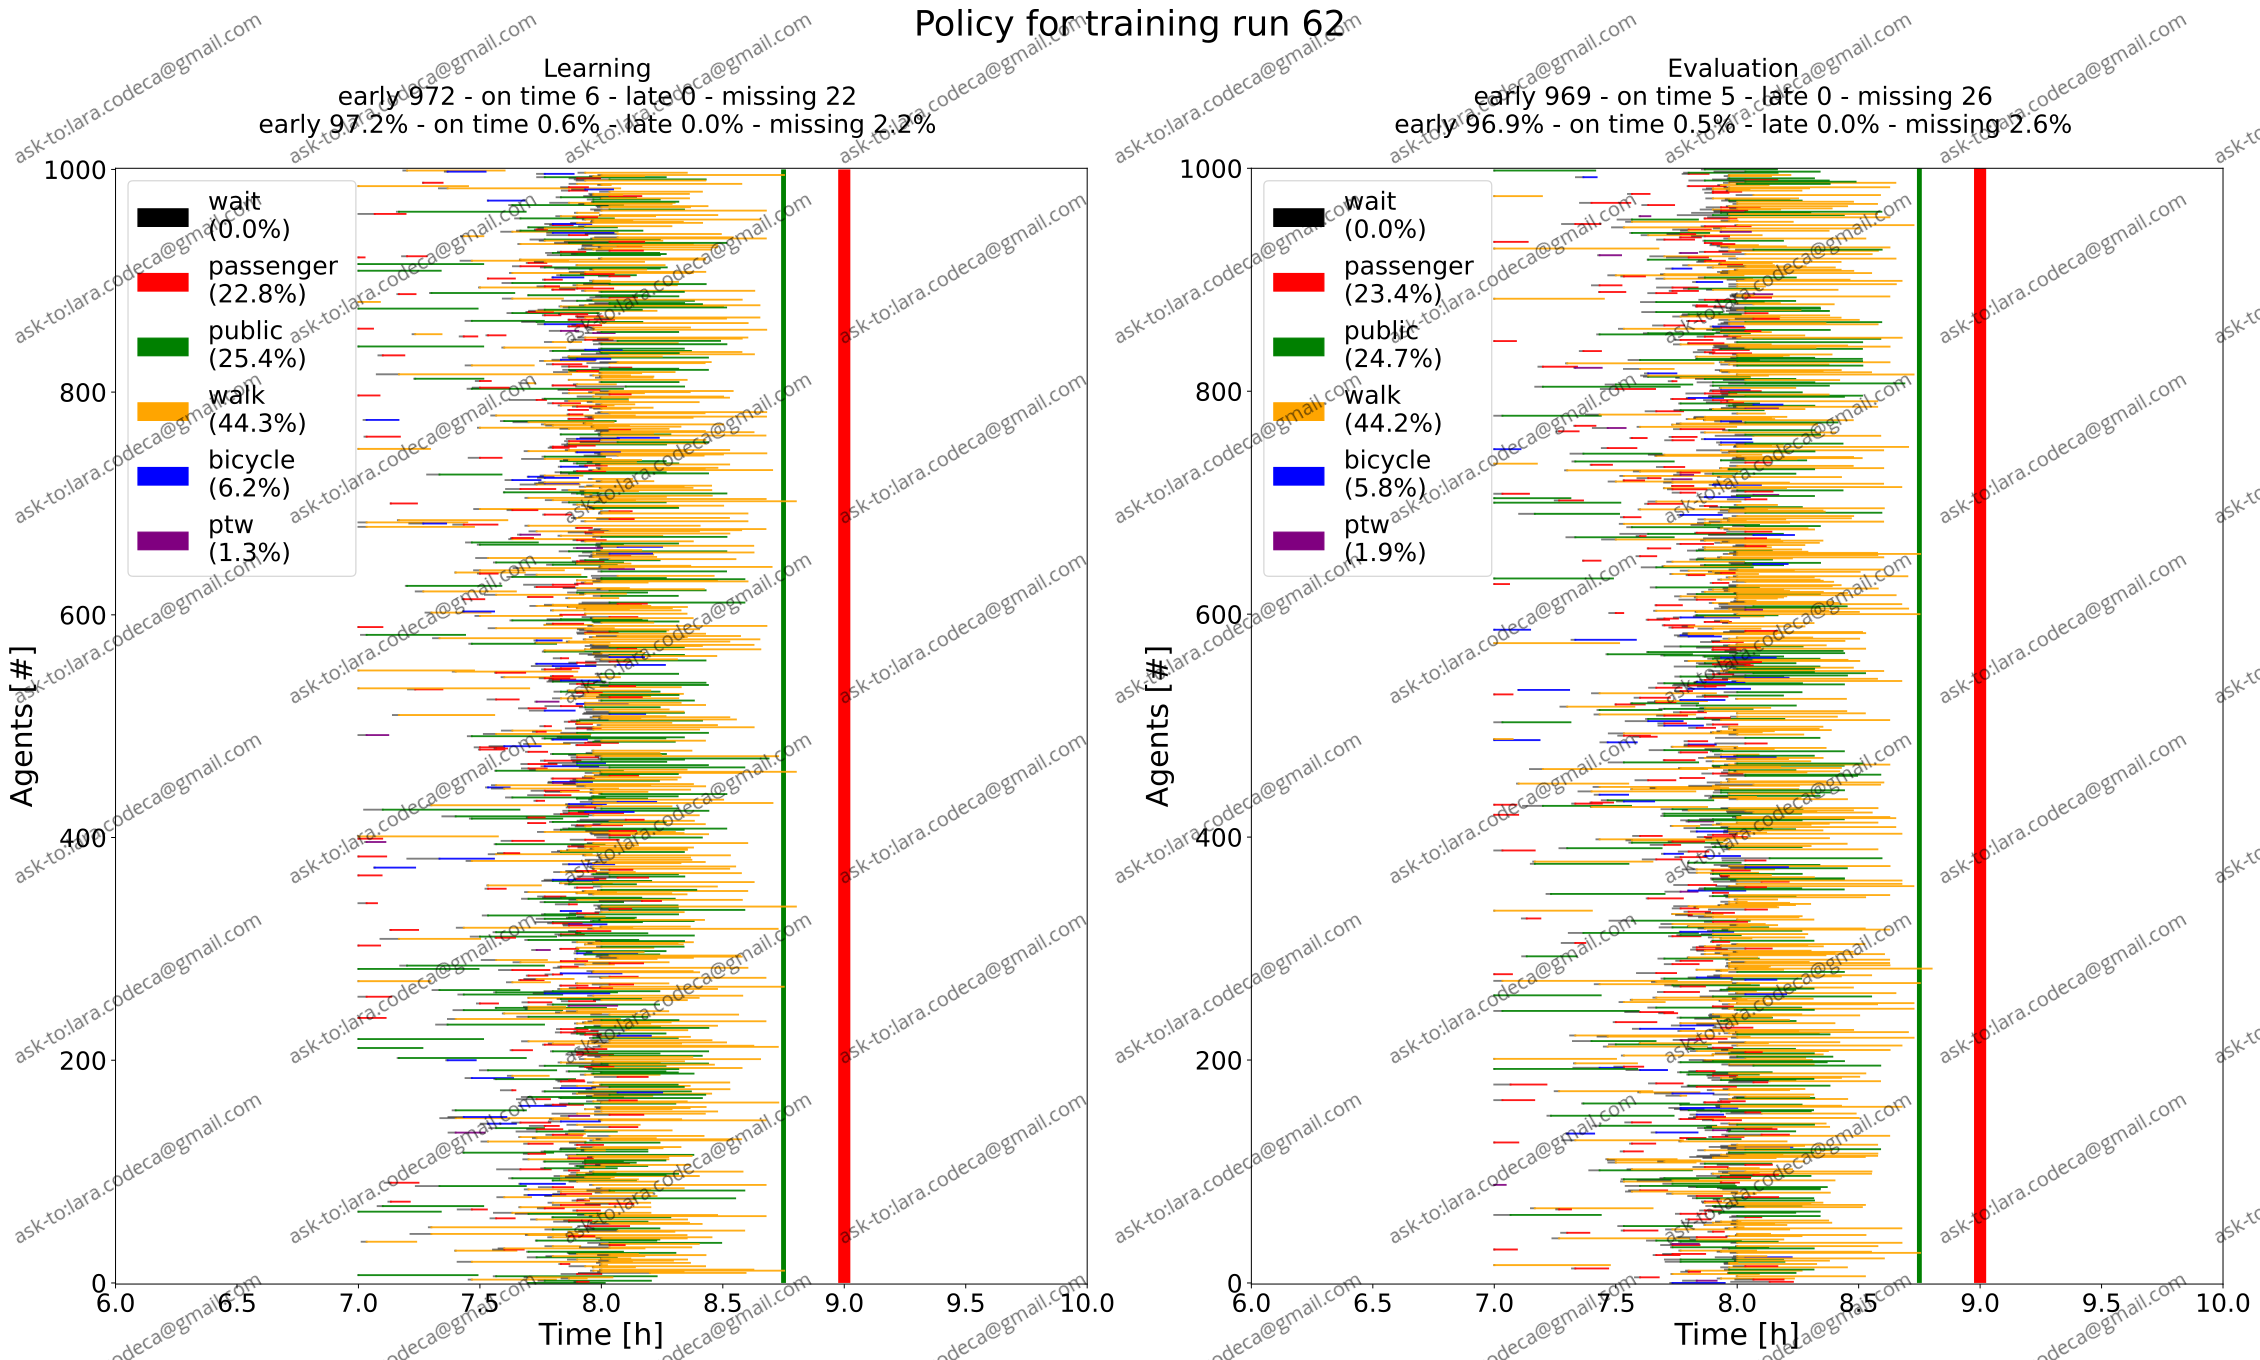 Policy for training run 62
Learning
early 972 - on time 6 - late 0 - missing 22
early 97.2% - on time 0.6% - late 0.0% - missing 2.2%
1000
800
600
400
200
0
Agents [#]
wait
(0.0%)
passenger
(22.8%)
public
(25.4%)
walk
(44.3%)
bicycle
(6.2%)
ptw
(1.3%)
6.0 6.5 7.0 7.5 8.0 8.5 9.0 9.5 10.0
Time [h]
Evaluation
early 969 - on time 5 - late 0 - missing 26
early 96.9% - on time 0.5% - late 0.0% - missing 2.6%
1000
800
600
400
200
0
Agents [#]
wait
(0.0%)
passenger
(23.4%)
public
(24.7%)
walk
(44.2%)
bicycle
(5.8%)
ptw
(1.9%)
6.0 6.5 7.0 7.5 8.0 8.5 9.0 9.5 10.0
Time [h]
ask-to:lara.codeca@gmail.com